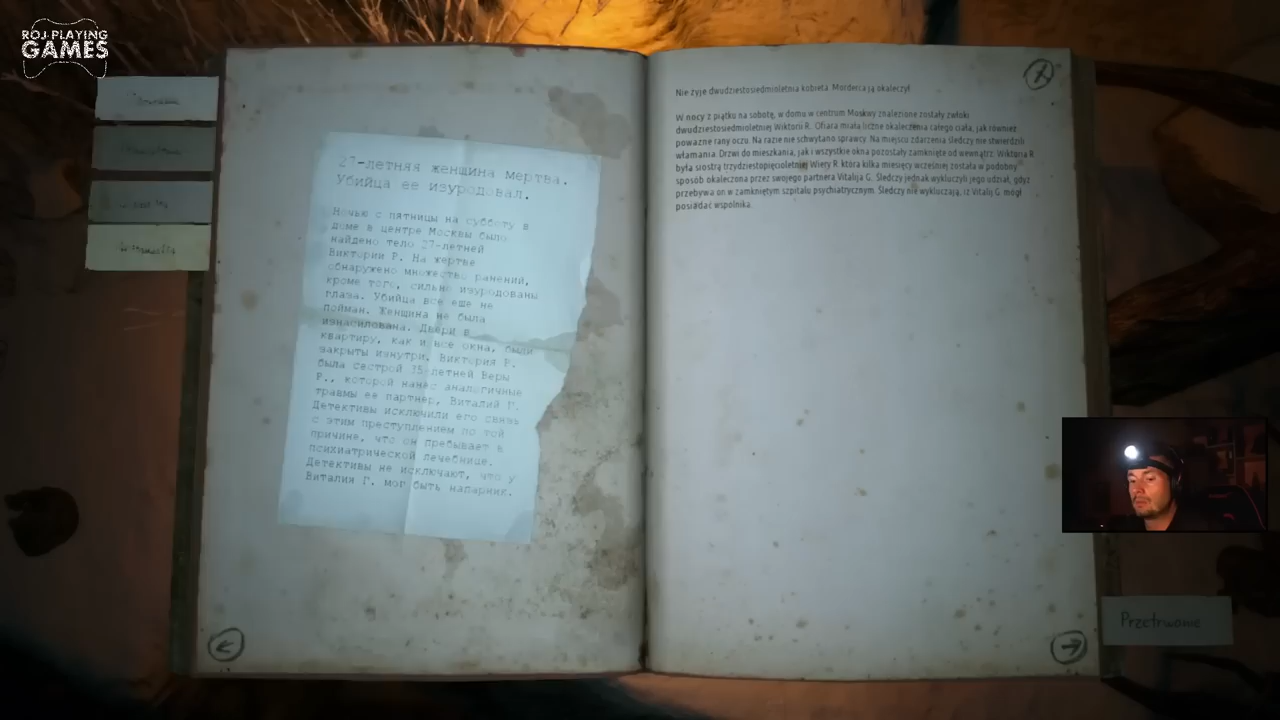 ROJ-PLAYING
GAMES
27-летняя женщина мертва.
Убийца ее изуродовал.
Ночью с пятницы на субботу в
доме в центре Москвы было
найдено тело 27-летней
Виктории Р. На жертве
обнаружено множество ранений,
кроме того, сильно изуродованы
глаза. Убийца все еще не
пойман. Женщина не была
изнасилована. Двери в
квартиру, как и все окна, были
закрыты изнутри. Виктория Р.
была сестрой 35-летней Веры
Р., которой нанес аналогичные
травмы ее партнер, Виталий Г.
Детективы исключили его связь
с этим преступлением по той
причине, что он пребывает в
психиатрической лечебнице.
Детективы не исключают, что у
Виталия Г. мог быть напарник.
Nie żyje dwudziestosiedmioletnia kobieta. Morderca ją okaleczył
W nocy z piątku na sobotę, w domu w centrum Moskwy znalezione zostały zwłoki
dwudziestosiedmioletniej Wiktorii R. Ofiara miała liczne okaleczenia całego ciała, jak również
poważne rany oczu. Na razie nie schwytano sprawcy. Na miejscu zdarzenia śledczy nie stwierdzili
włamania. Drzwi do mieszkania, jak i wszystkie okna pozostały zamknięte od wewnątrz. Wiktoria R.
była siostrą trzydziestopięcioletniej Wiery R. która kilka miesięcy wcześniej została w podobny
sposób okaleczona przez swojego partnera Vitalija G. Śledczy jednak wykluczyli jego udział, gdyż
przebywa on w zamkniętym szpitalu psychiatrycznym. Śledczy nie wykluczają, iż Vitalij G. mógł
posiadać wspólnika.
Przetrwanie